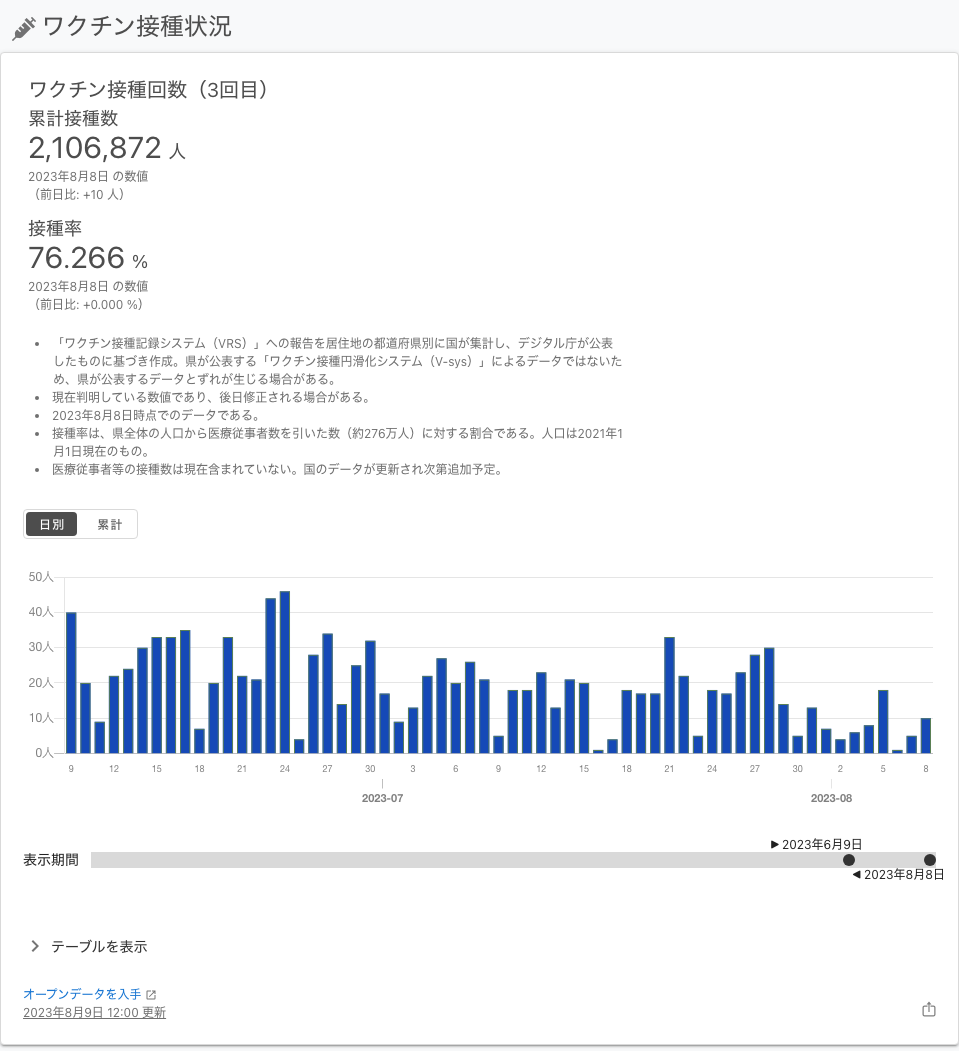 ワクチン接種状況
ワクチン接種回数（3回目）
累計接種数
2,106,872 人
2023年8月8日 の数値
（前日比: +10 人）
接種率
76.266 %
2023年8月8日 の数値
（前日比: +0.000 %）
• 「ワクチン接種記録システム（VRS）」への報告を居住地の都道府県別に国が集計し、デジタル庁が公表
したものに基づき作成。県が公表する「ワクチン接種円滑化システム（V-sys）」によるデータではないた
め、県が公表するデータとずれが生じる場合がある。
• 現在判明している数値であり、後日修正される場合がある。
• 2023年8月8日時点でのデータである。
• 接種率は、県全体の人口から医療従事者数を引いた数（約276万人）に対する割合である。人口は2021年1
月1日現在のもの。
• 医療従事者等の接種数は現在含まれていない。国のデータが更新され次第追加予定。
日別 累計
50人
40人
30人
20人
10人
0人
9 12 15 18 21 24 27 30 3 6 9 12 15 18 21 24 27 30 2 5 8
2023-07 2023-08
▶ 2023年6月9日
表示期間
◀ 2023年8月8日
テーブルを表示
オープンデータを入手
2023年8月9日 12:00 更新